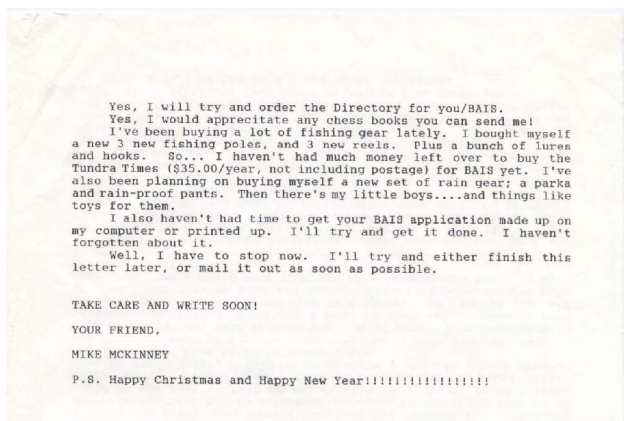 Yes, I will try and order the Directory for you/BAIS.
Yes, I would apprecitate any chess books you can send me!
I've been buying a lot of fishing gear lately. I bought myself
a new 3 new fishing poles, and 3 new reels. Plus a bunch of lures
and hooks. So... I haven't had much money left over to buy the
Tundra Times ($35.00/year, not including postage) for BAIS yet. I've
also been planning on buying myself a new set of rain gear; a parka
and rain-proof pants. Then there's my little boys....and things like
toys for them.
I also haven't had time to get your BAIS application made up on
my computer or printed up. I'll try and get it done. I haven't
forgotten about it.
Well, I have to stop now. I'll try and either finish this
letter later, or mail it out as soon as possible.
TAKE CARE AND WRITE SOON!
YOUR FRIEND,
MIKE MCKINNEY
P.S. Happy Christmas and Happy New Year!!!!!!!!!!!!!!!!!!